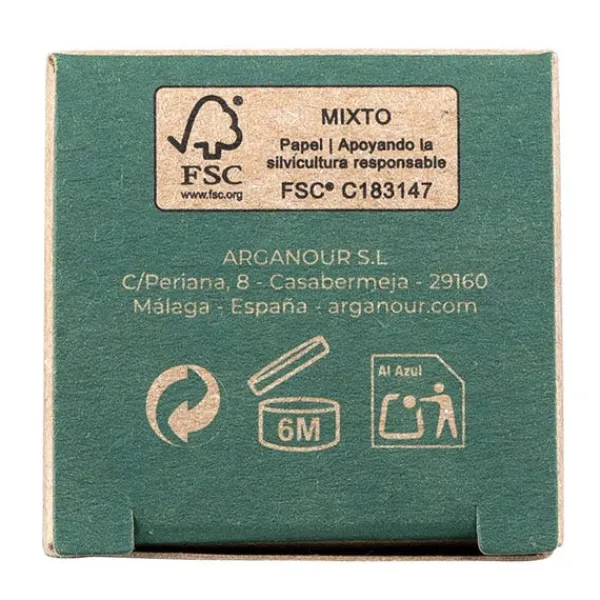 MIXTO
Papel | Apoyando la
silvicultura responsable
FSC® C183147
FSC
www.fsc.org
ARGANOUR S.L
C/Periana, 8 - Casabermeja - 29160
Málaga - España - arganour.com
6M
Al Azul